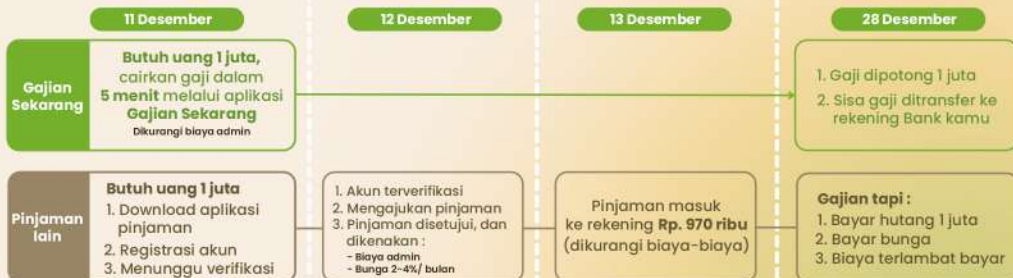 11 Desember
12 Desember
13 Desember
28 Desember
Gajian
Sekarang
Butuh uang 1 juta,
cairkan gaji dalam
5 menit melalui aplikasi
Gajian Sekarang
Dikurangi biaya admin
1. Gaji dipotong 1 juta
2. Sisa gaji ditransfer ke
rekening Bank kamu
Pinjaman
lain
Butuh uang 1 juta
1. Download aplikasi
pinjaman
2. Registrasi akun
3. Menunggu verifikasi
1. Akun terverifikasi
2. Mengajukan pinjaman
3. Pinjaman disetujui, dan
dikenakan :
- Biaya admin
- Bunga 2-4%/ bulan
Pinjaman masuk
ke rekening Rp. 970 ribu
(dikurangi biaya-biaya)
Gajian tapi :
1. Bayar hutang 1 juta
2. Bayar bunga
3. Biaya terlambat bayar